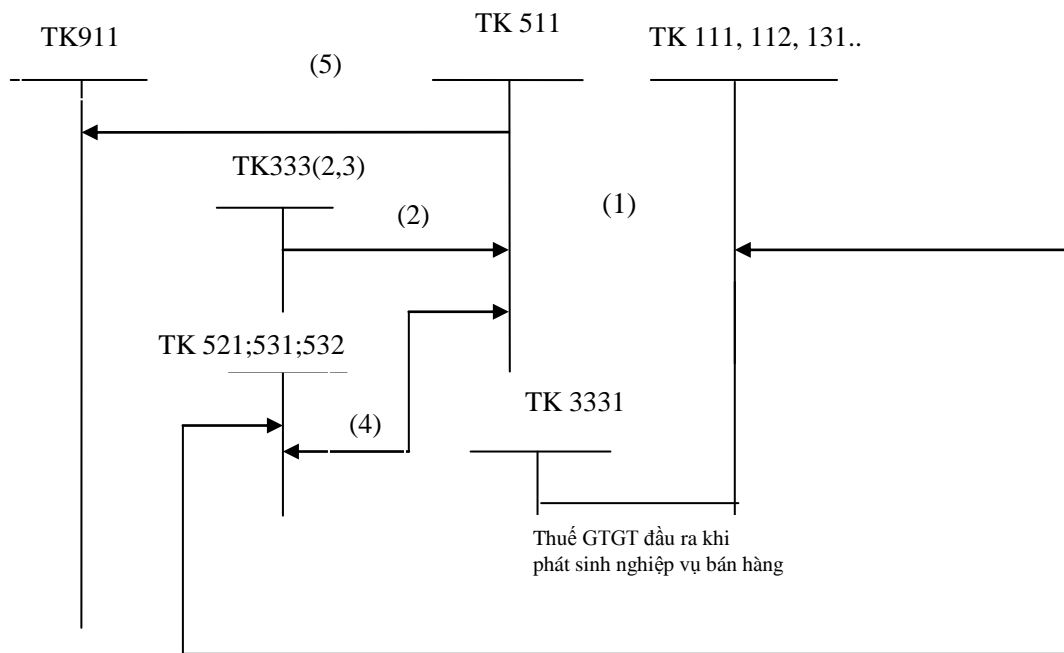 TK911
TK 511
TK 111, 112, 131..
(5)
TK333(2,3)
(2)
(1)
TK 521;531;532
TK 3331
(4)
Thuế GTGT đầu ra khi
phát sinh nghiệp vụ bán hàng